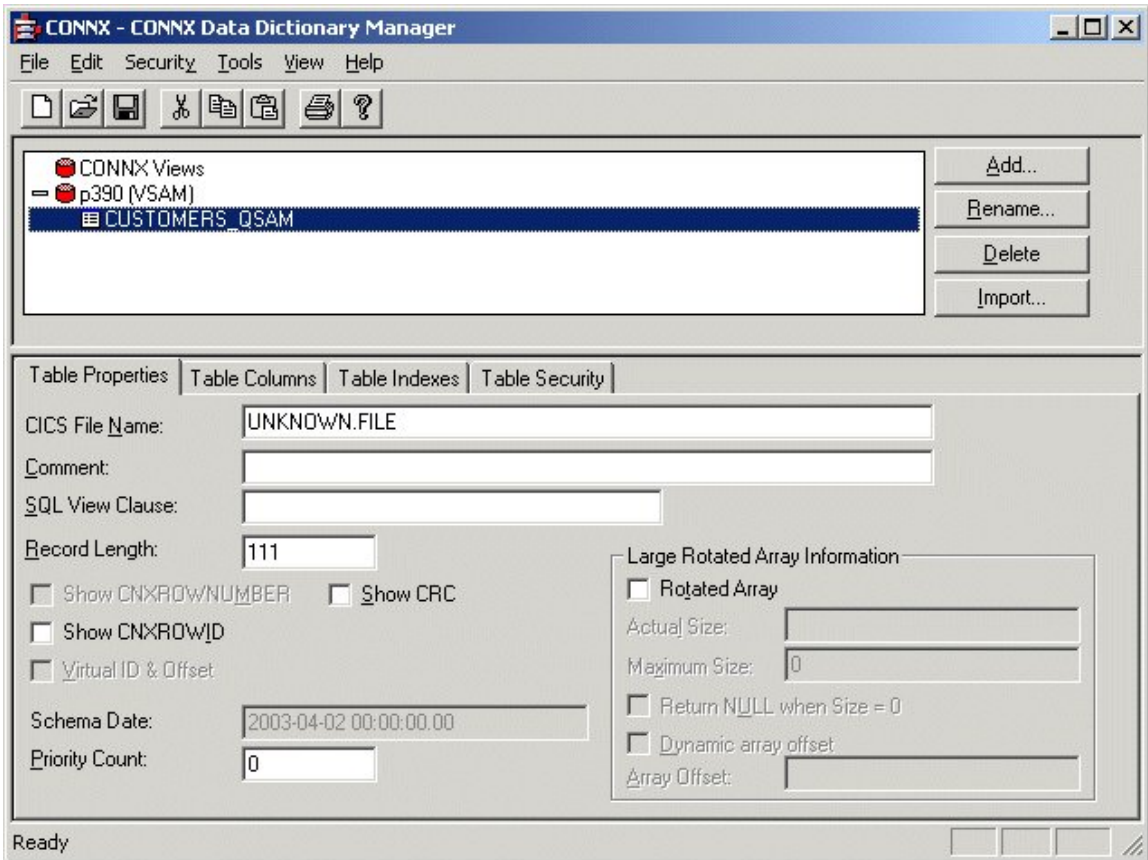 CONNX - CONNX Data Dictionary Manager
File Edit Security Tools View Help
CONNX Views
p390 (VSAM)
CUSTOMERS_QSAM
Add...
Rename...
Delete
Import...
Table Properties Table Columns Table Indexes Table Security
CICS File Name: UNKNOWN.FILE
Comment:
SQL View Clause:
Record Length: 111
Show CNXROWNUMBER Show CRC
Show CNXROWID
Virtual ID & Offset
Schema Date: 2003-04-02 00:00:00.00
Priority Count: 0
Large Rotated Array Information
Rotated Array
Actual Size:
Maximum Size: 0
Return NULL when Size = 0
Dynamic array offset
Array Offset:
Ready